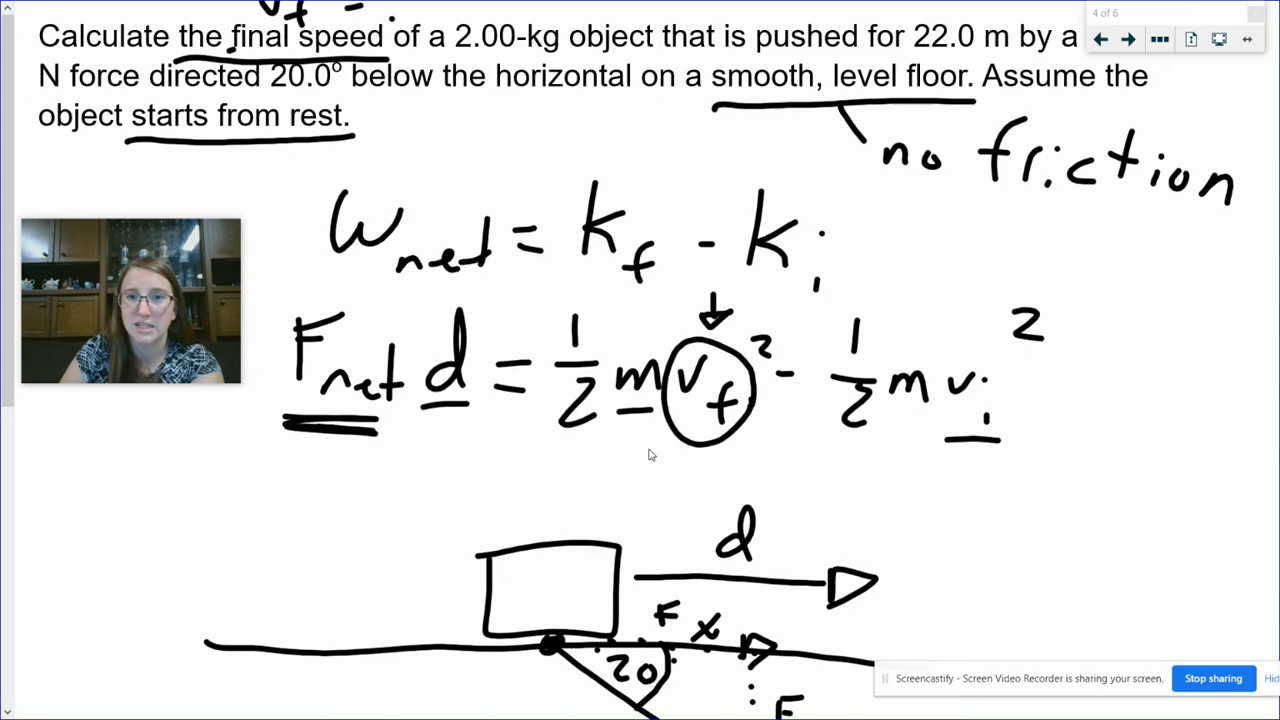 v_f = .
4 of 6
Calculate the final speed of a 2.00-kg object that is pushed for 22.0 m by a
N force directed 20.0° below the horizontal on a smooth, level floor. Assume the
object starts from rest.
no friction
W_net = K_f - K_i
F_net d = 1/2 m v_f^2 - 1/2 m v_i^2
d
F x
20
F
Screencastify - Screen Video Recorder is sharing your screen.
Stop sharing
Hid